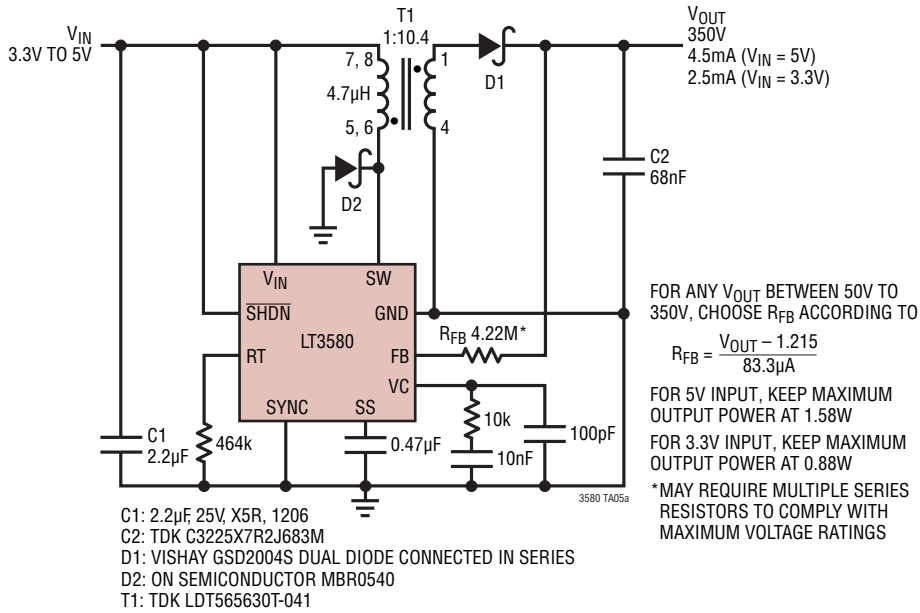 T1
1:10.4
VIN
3.3V TO 5V
VOUT
350V
4.5mA (VIN = 5V)
2.5mA (VIN = 3.3V)
7, 8
1
D1
4.7µH
5, 6
4
D2
C2
68nF
VIN
SW
SHDN
GND
LT3580
RFB 4.22M*
RT
FB
VC
SYNC
SS
C1
2.2µF
464k
0.47µF
10k
10nF
100pF
3580 TA05a
FOR ANY VOUT BETWEEN 50V TO
350V, CHOOSE RFB ACCORDING TO
RFB = VOUT – 1.215
83.3µA
FOR 5V INPUT, KEEP MAXIMUM
OUTPUT POWER AT 1.58W
FOR 3.3V INPUT, KEEP MAXIMUM
OUTPUT POWER AT 0.88W
*MAY REQUIRE MULTIPLE SERIES
RESISTORS TO COMPLY WITH
MAXIMUM VOLTAGE RATINGS
C1: 2.2µF, 25V, X5R, 1206
C2: TDK C3225X7R2J683M
D1: VISHAY GSD2004S DUAL DIODE CONNECTED IN SERIES
D2: ON SEMICONDUCTOR MBR0540
T1: TDK LDT565630T-041